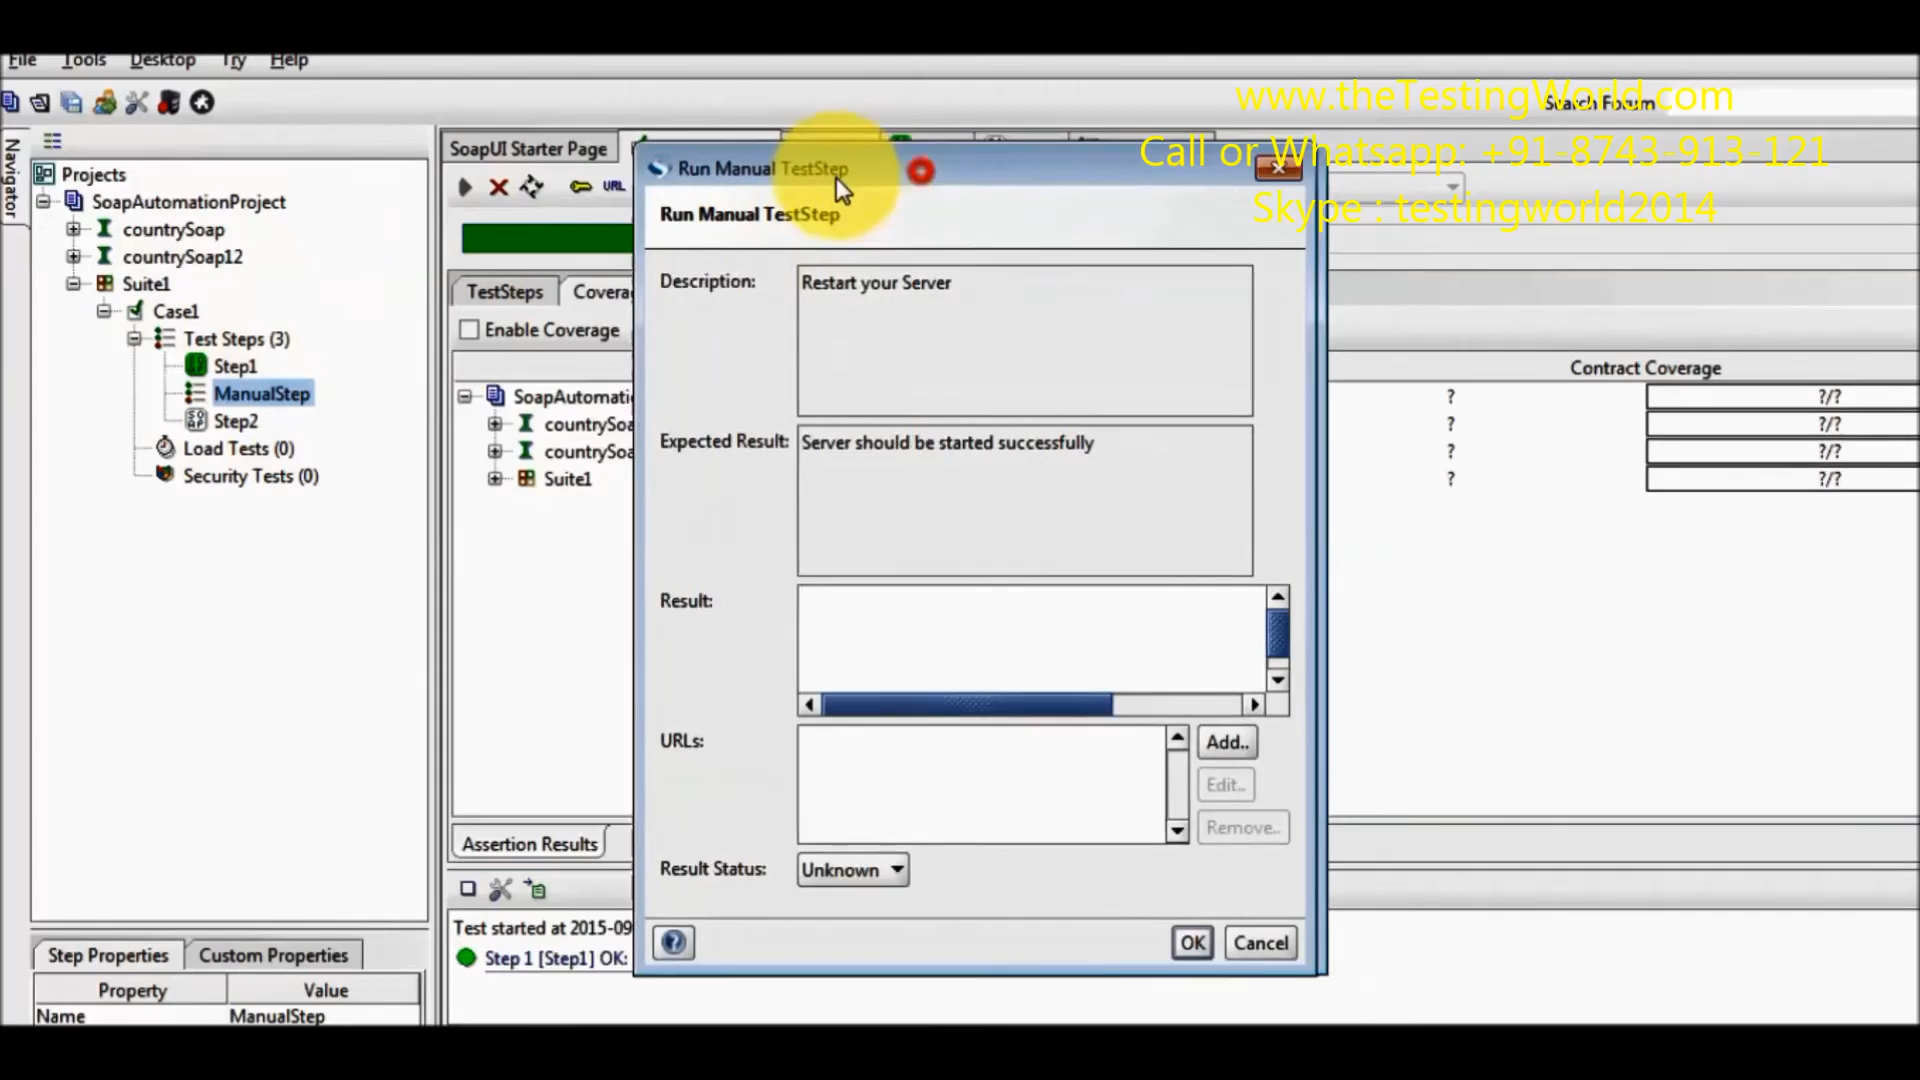 File Tools Desktop Try Help
www.theTestingWorld.com
Search Forum
Call or Whatsapp: +91-8743-913-121
Skype : testingworld2014
Navigator
Projects
SoapAutomationProject
countrySoap
countrySoap12
Suite1
Case1
Test Steps (3)
Step1
ManualStep
Step2
Load Tests (0)
Security Tests (0)
Step Properties Custom Properties
Property Value
Name ManualStep
SoapUI Starter Page
URL
TestSteps Covera
Enable Coverage
Contract Coverage
SoapAutomati
countrySoa
countrySoa
Suite1
? ?/?
? ?/?
? ?/?
? ?/?
Assertion Results
Test started at 2015-09
Step 1 [Step1] OK:
Run Manual TestStep
Run Manual TestStep
Description: Restart your Server
Expected Result: Server should be started successfully
Result:
URLs:
Add..
Edit..
Remove..
Result Status: Unknown
OK Cancel